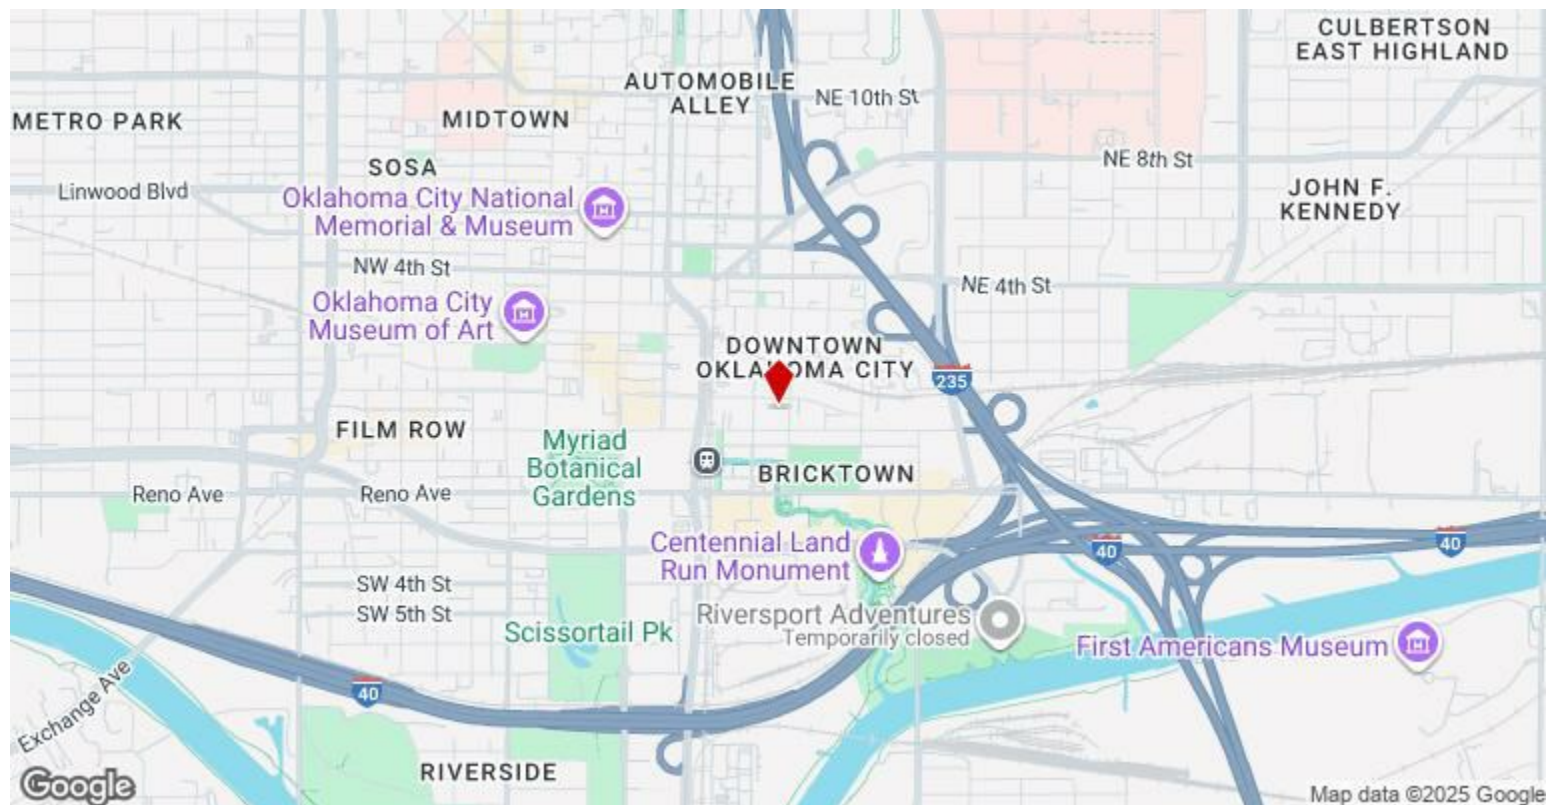 CULBERTSON
EAST HIGHLAND
AUTOMOBILE
ALLEY
NE 10th St
METRO PARK
MIDTOWN
SOSA
NE 8th St
Linwood Blvd
JOHN F.
KENNEDY
Oklahoma City National
Memorial & Museum
NW 4th St
NE 4th St
Oklahoma City
Museum of Art
DOWNTOWN
OKLAHOMA CITY
235
FILM ROW
Myriad
Botanical
Gardens
BRICKTOWN
Reno Ave
Reno Ave
Centennial Land
Run Monument
40
40
SW 4th St
SW 5th St
Riversport Adventures
Temporarily closed
Scissortail Pk
First Americans Museum
Exchange Ave
40
RIVERSIDE
Google
Map data ©2025 Google